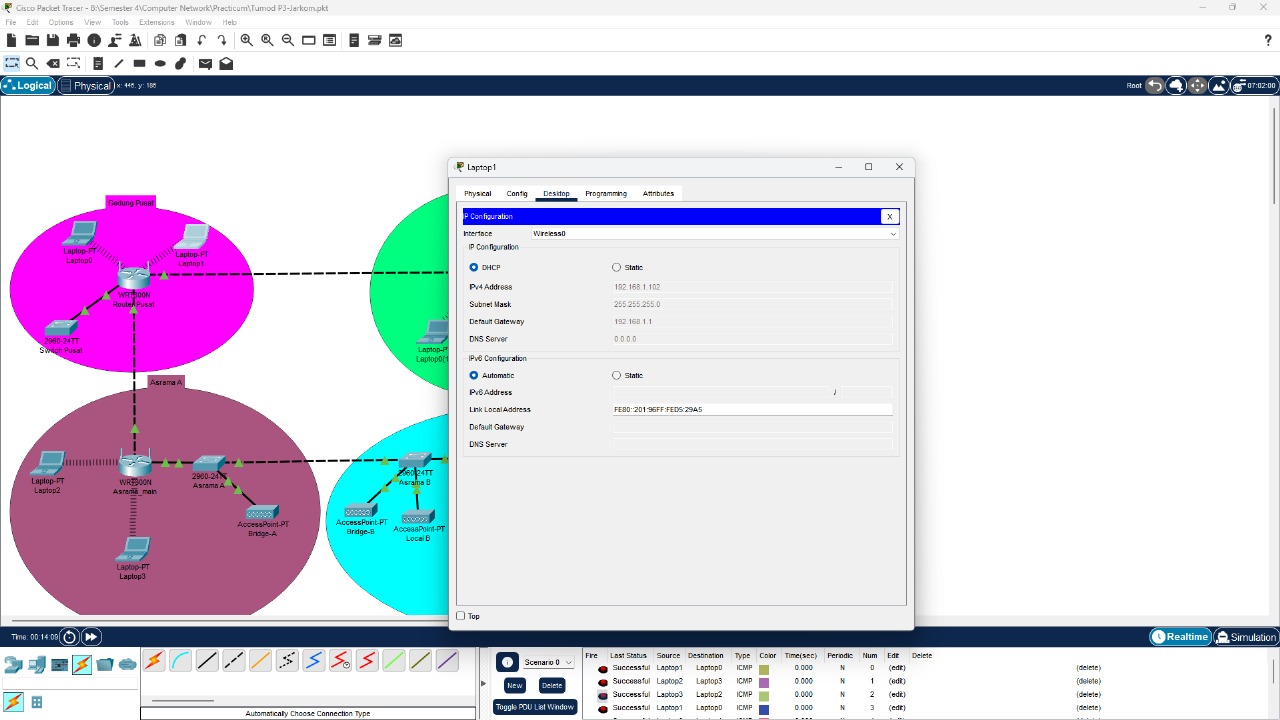 Cisco Packet Tracer - B:\Semester 4\Computer Network\Practicum\Tumod P3-Jarkom.pkt
File Edit Options View Tools Extensions Window Help
Logical Physical x: 446, y: 186 Root 07:02:00
Laptop1
Physical Config Desktop Programming Attributes
IP Configuration X
Interface Wireless0
IP Configuration
DHCP Static
IPv4 Address 192.168.1.102
Subnet Mask 255.255.255.0
Default Gateway 192.168.1.1
DNS Server 0.0.0.0
IPv6 Configuration
Automatic Static
IPv6 Address /
Link Local Address FE80::201:96FF:FED5:29A5
Default Gateway
DNS Server
Top
Gedung Pusat
Laptop-PT
Laptop0
Laptop-PT
Laptop1
WRT300N
Router Pusat
2960-24TT
Switch Pusat
Laptop-P
Laptop0(1
Asrama A
Laptop-PT
Laptop2
WRT300N
Asrama_main
2960-24TT
Asrama A
AccessPoint-PT
Bridge-A
Laptop-PT
Laptop3
2960-24TT
Asrama B
AccessPoint-PT
Bridge-B
AccessPoint-PT
Local B
Time: 00:14:09 Realtime Simulation
Automatically Choose Connection Type
Scenario 0
New Delete
Toggle PDU List Window
Fire Last Status Source Destination Type Color Time(sec) Periodic Num Edit Delete
Successful Laptop1 Laptop0 ICMP 0.000 N 0 (edit) (delete)
Successful Laptop2 Laptop3 ICMP 0.000 N 1 (edit) (delete)
Successful Laptop3 Laptop2 ICMP 0.000 N 2 (edit) (delete)
Successful Laptop1 Laptop0 ICMP 0.000 N 3 (edit) (delete)